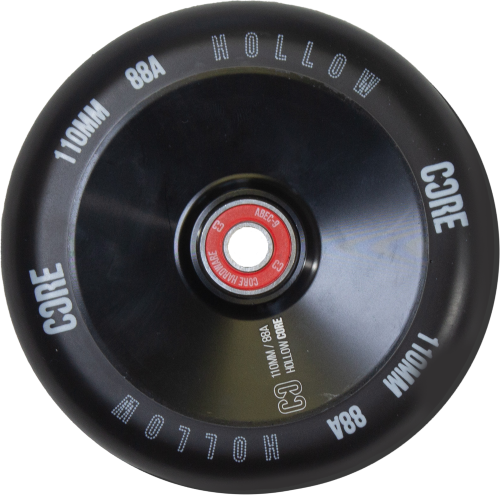 110MM 88A HOLLOW
CORE
110MM 88A
HOLLOW
CORE
ABEC-9
C3
CORE HARDWARE
C3
110MM / 88A
HOLLOW CORE